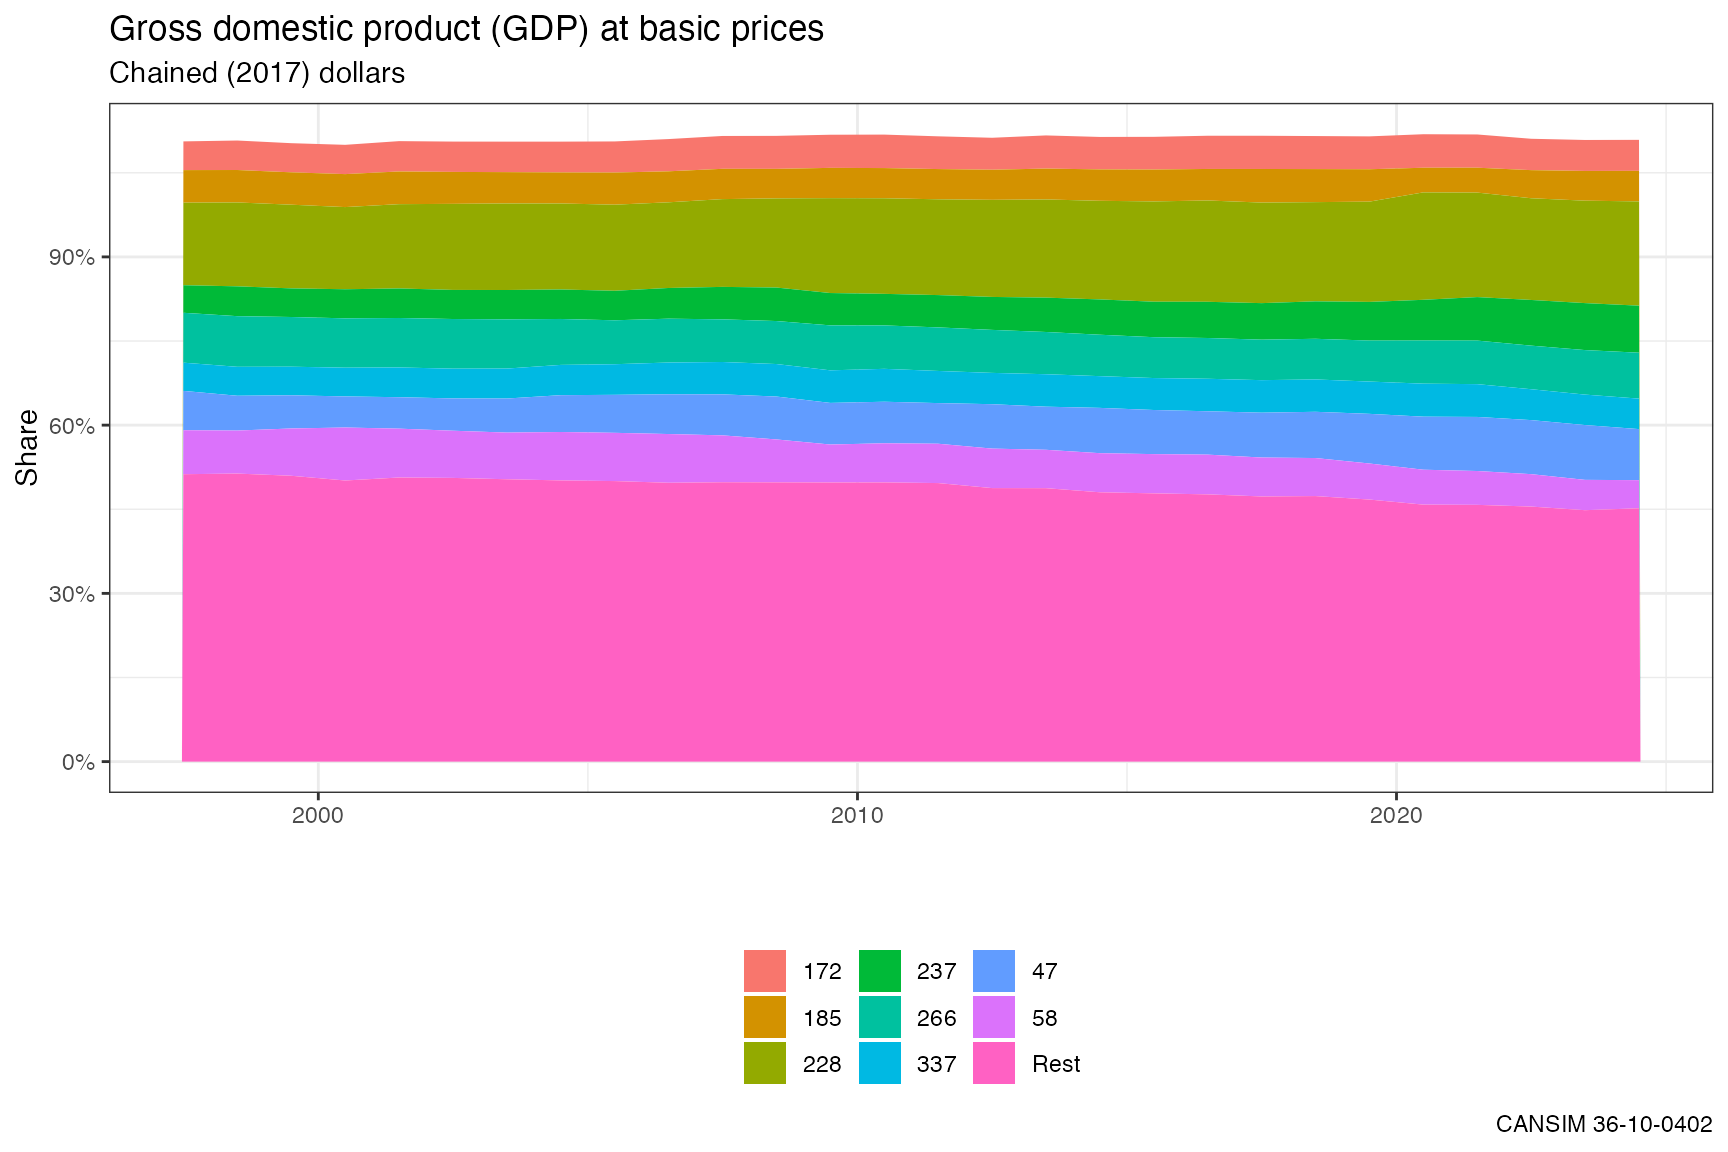 Gross domestic product (GDP) at basic prices
Chained (2017) dollars
Share
90%
60%
30%
0%
2000 2010 2020
172 237 47
185 266 58
228 337 Rest
CANSIM 36-10-0402